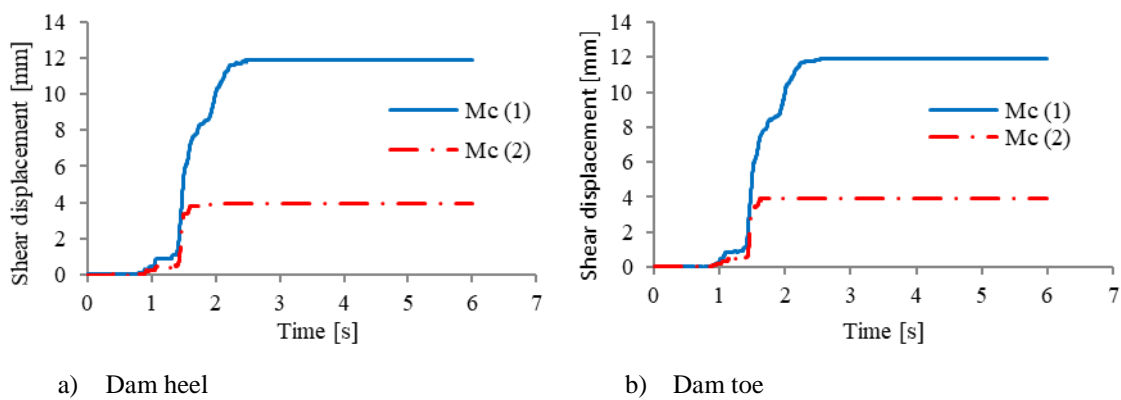 Shear displacement [mm]
14
12
10
8
6
4
2
0
Mc (1)
Mc (2)
0 1 2 3 4 5 6 7
Time [s]
a) Dam heel
Shear displacement [mm]
14
12
10
8
6
4
2
0
Mc (1)
Mc (2)
0 1 2 3 4 5 6 7
Time [s]
b) Dam toe